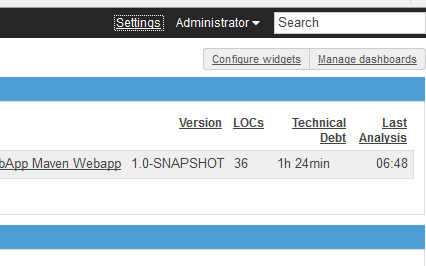 Settings Administrator Search
Configure widgets Manage dashboards
Version LOCs Technical Debt Last Analysis
bApp Maven Webapp 1.0-SNAPSHOT 36 1h 24min 06:48